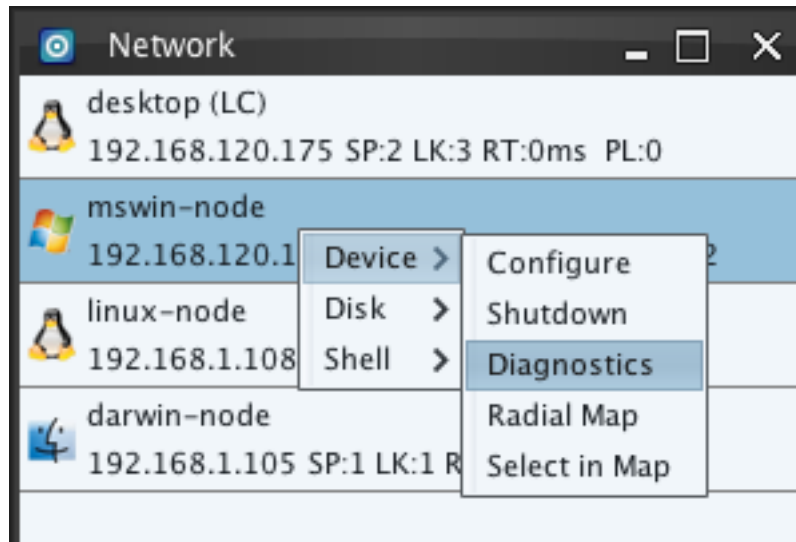 Network
desktop (LC)
192.168.120.175 SP:2 LK:3 RT:0ms PL:0
mswin-node
192.168.120.1
2
linux-node
192.168.1.108
darwin-node
192.168.1.105 SP:1 LK:1 R
Device >
Disk >
Shell >
Configure
Shutdown
Diagnostics
Radial Map
Select in Map